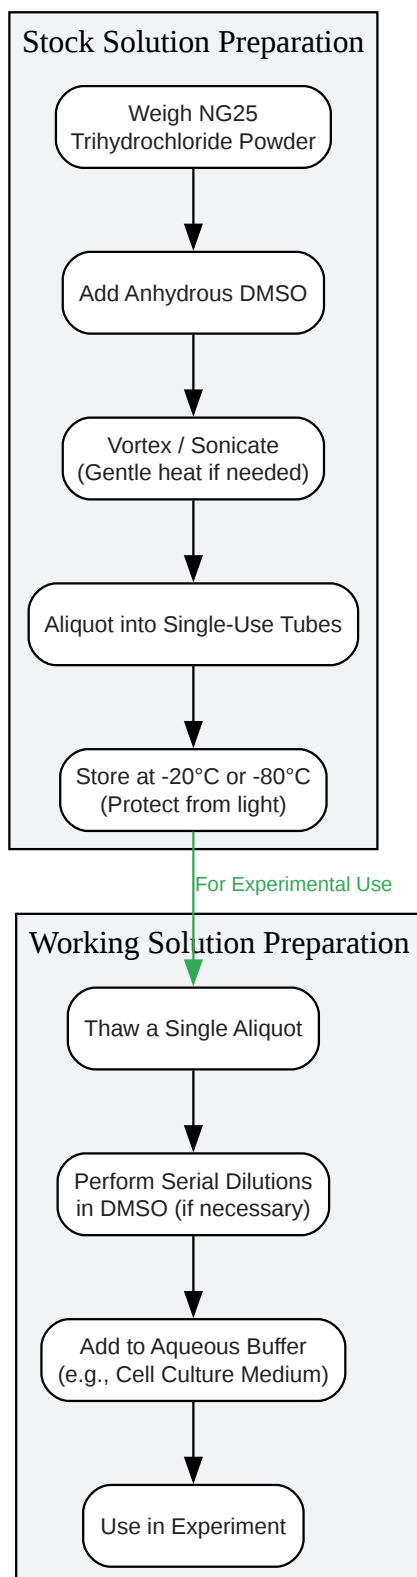 Stock Solution Preparation
Weigh NG25
Trihydrochloride Powder
Add Anhydrous DMSO
Vortex / Sonicate
(Gentle heat if needed)
Aliquot into Single-Use Tubes
Store at -20°C or -80°C
(Protect from light)
For Experimental Use
Working Solution Preparation
Thaw a Single Aliquot
Perform Serial Dilutions
in DMSO (if necessary)
Add to Aqueous Buffer
(e.g., Cell Culture Medium)
Use in Experiment